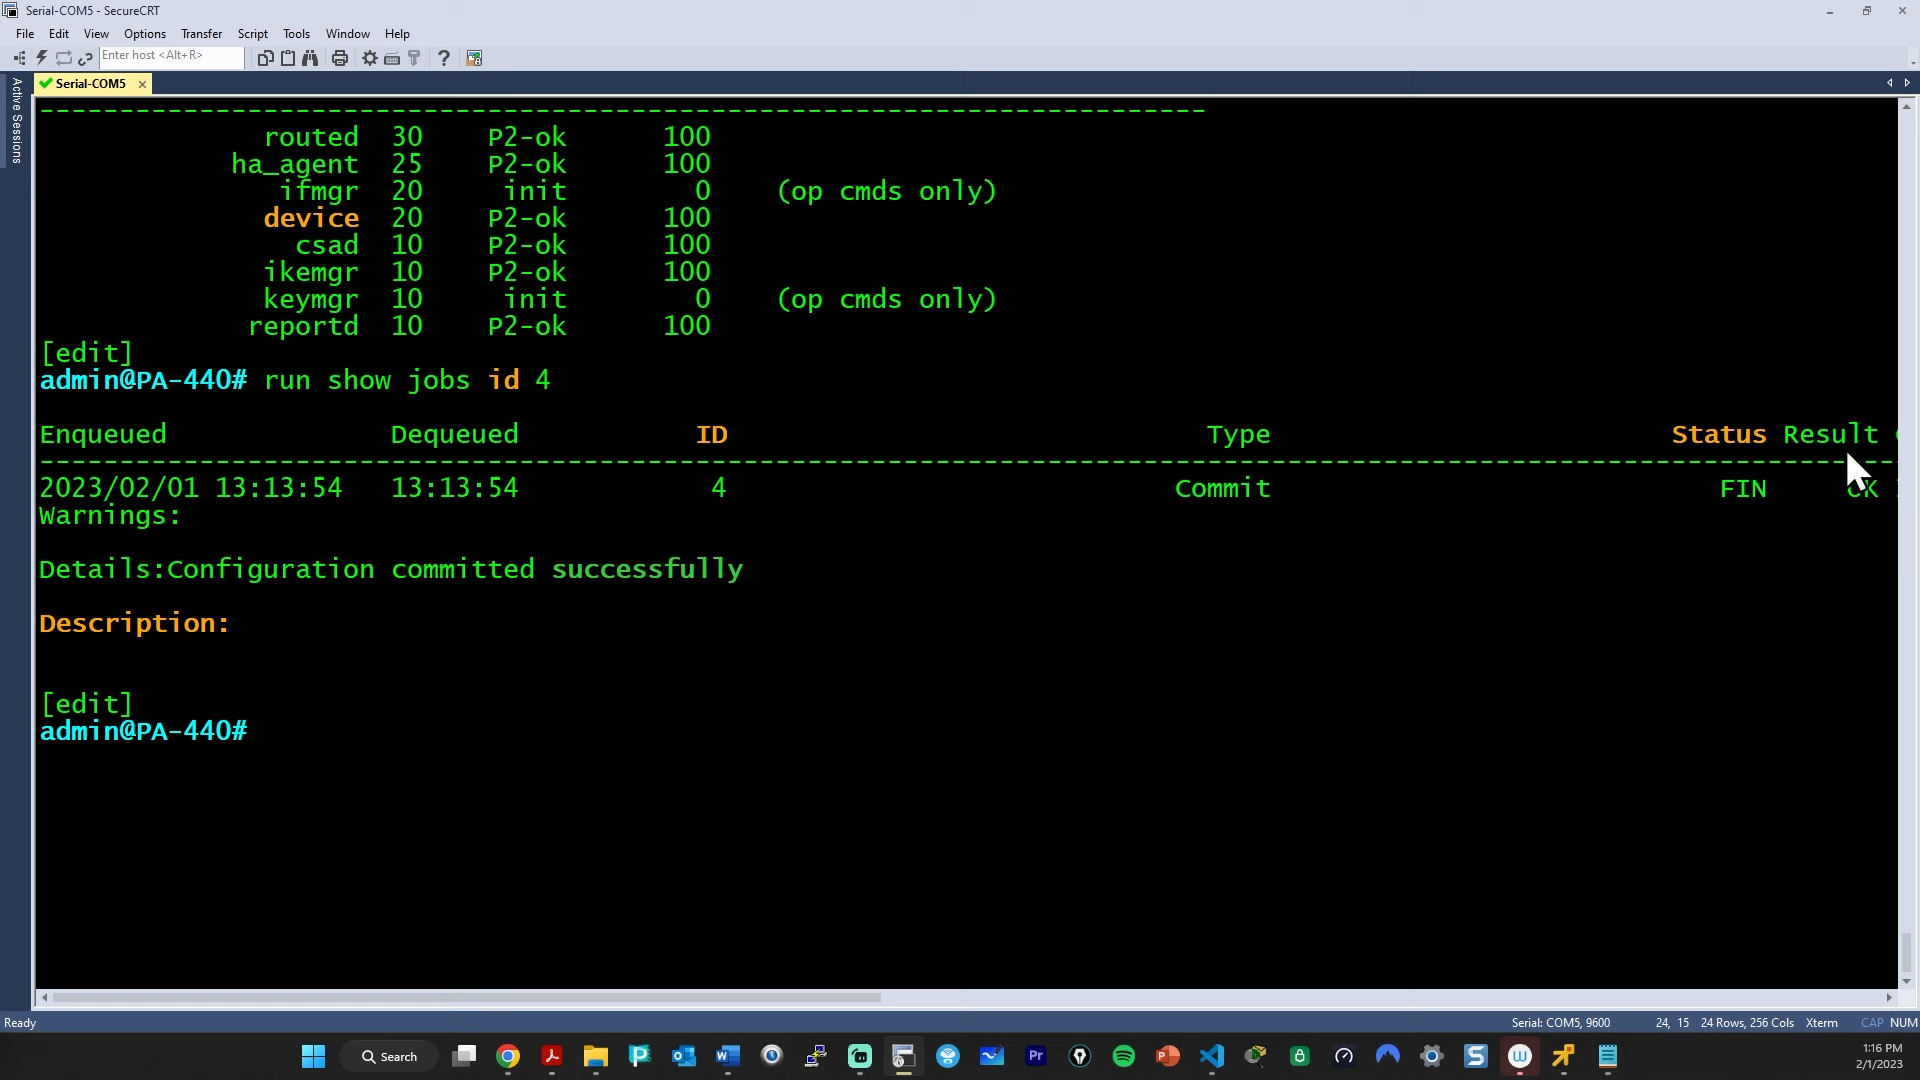 Serial-COM5 - SecureCRT
File Edit View Options Transfer Script Tools Window Help
Enter host <Alt+R>
Active Sessions
Serial-COM5
--------------------------------------------------------------------------
routed 30 P2-ok 100
ha_agent 25 P2-ok 100
ifmgr 20 init 0 (op cmds only)
device 20 P2-ok 100
csad 10 P2-ok 100
ikemgr 10 P2-ok 100
keymgr 10 init 0 (op cmds only)
reportd 10 P2-ok 100
[edit]
admin@PA-440# run show jobs id 4
Enqueued Dequeued ID Type Status Result
---------------------------------------------------------------------------------------------------------------------
2023/02/01 13:13:54 13:13:54 4 Commit FIN OK
Warnings:
Details:Configuration committed successfully
Description:
[edit]
admin@PA-440#
Ready Serial: COM5, 9600 24, 15 24 Rows, 256 Cols Xterm CAP NUM
Search
1:16 PM
2/1/2023